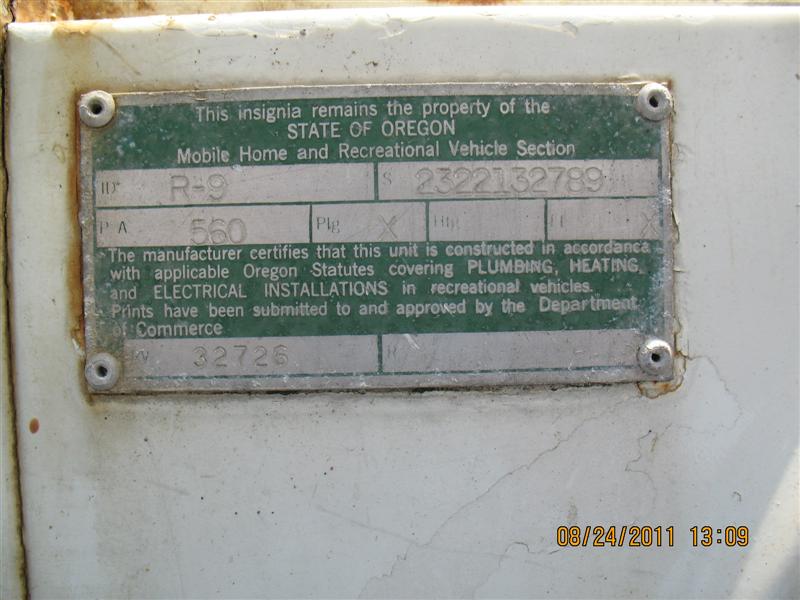 This insignia remains the property of the
STATE OF OREGON
Mobile Home and Recreational Vehicle Section
ID R-9 S 2322132789
P A 560 Plg X Htg X
The manufacturer certifies that this unit is constructed in accordance
with applicable Oregon Statutes covering PLUMBING, HEATING,
and ELECTRICAL INSTALLATIONS in recreational vehicles.
Prints have been submitted to and approved by the Department
of Commerce
32726 R
08/24/2011 13:09